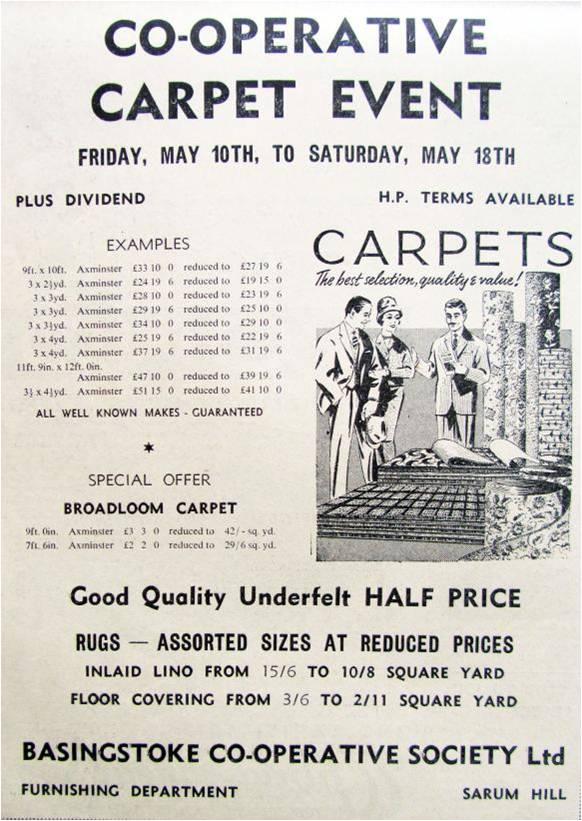 CO-OPERATIVE
CARPET EVENT
FRIDAY, MAY 10TH, TO SATURDAY, MAY 18TH
PLUS DIVIDEND
H.P. TERMS AVAILABLE
EXAMPLES
9ft. x 10ft. Axminster £33 10 0 reduced to £27 19 6
3 x 2½yd. Axminster £24 19 6 reduced to £19 15 0
3 x 3yd. Axminster £28 10 0 reduced to £23 19 6
3 x 3yd. Axminster £29 19 6 reduced to £25 10 0
3 x 3½yd. Axminster £34 10 0 reduced to £29 10 0
3 x 4yd. Axminster £25 19 6 reduced to £22 19 6
3 x 4yd. Axminster £37 19 6 reduced to £31 19 6
11ft. 9in. x 12ft. 0in.
Axminster £47 10 0 reduced to £39 19 6
3½ x 4½yd. Axminster £51 15 0 reduced to £41 10 0
ALL WELL KNOWN MAKES - GUARANTEED
CARPETS
The best selection, quality & value!
SPECIAL OFFER
BROADLOOM CARPET
9ft. 0in. Axminster £3 3 0 reduced to 42/- sq. yd.
7ft. 6in. Axminster £2 2 0 reduced to 29/6 sq. yd.
Good Quality Underfelt HALF PRICE
RUGS — ASSORTED SIZES AT REDUCED PRICES
INLAID LINO FROM 15/6 TO 10/8 SQUARE YARD
FLOOR COVERING FROM 3/6 TO 2/11 SQUARE YARD
BASINGSTOKE CO-OPERATIVE SOCIETY Ltd
FURNISHING DEPARTMENT
SARUM HILL